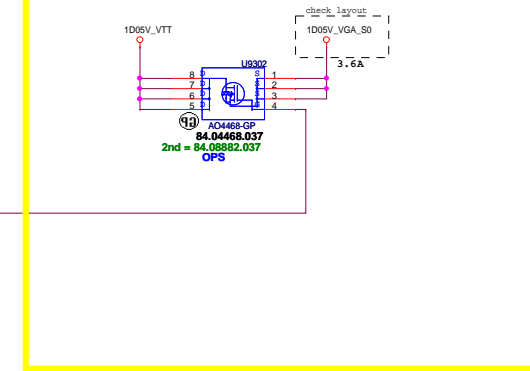 check layout
1D05V_VTT
1D05V_VGA_S0
3.6A
U9302
8 D S 1
7 D S 2
6 D S 3
5 D G 4
AO4468-GP
84.04468.037
2nd = 84.08882.037
OPS